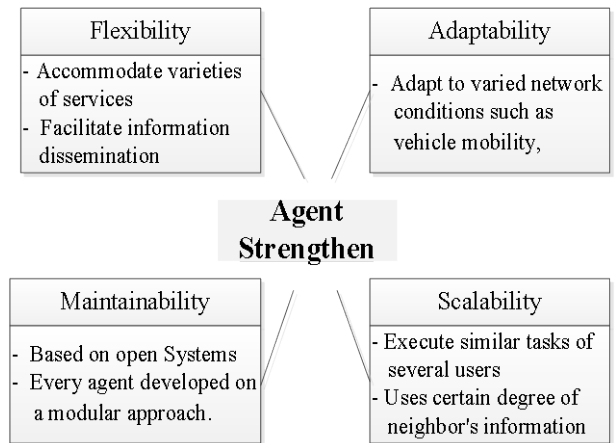 Flexibility
- Accommodate varieties
of services
- Facilitate information
dissemination
Adaptability
- Adapt to varied network
conditions such as
vehicle mobility,
Agent
Strengthen
Maintainability
- Based on open Systems
- Every agent developed on
a modular approach.
Scalability
- Execute similar tasks of
several users
- Uses certain degree of
neighbor's information